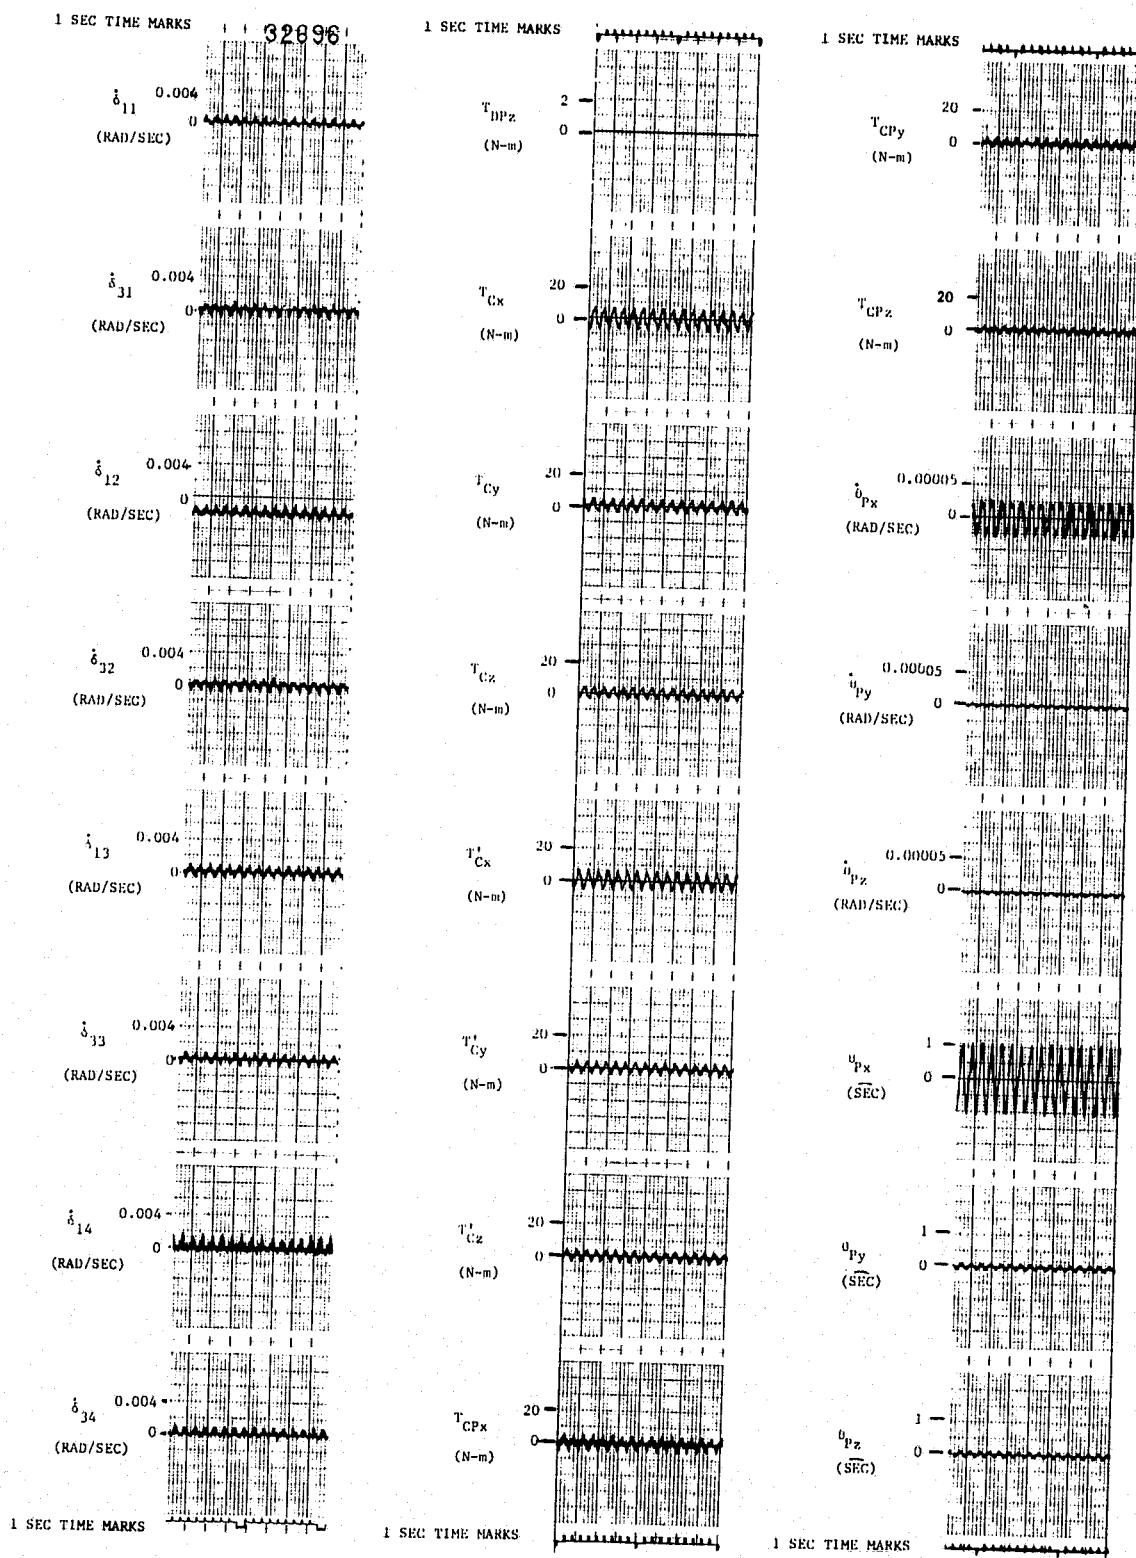 1 SEC TIME MARKS
32696
δ̇11
0.004
0
(RAD/SEC)
δ̇31
0.004
0
(RAD/SEC)
δ̇12
0.004
0
(RAD/SEC)
δ̇32
0.004
0
(RAD/SEC)
δ̇13
0.004
0
(RAD/SEC)
δ̇33
0.004
0
(RAD/SEC)
δ̇14
0.004
0
(RAD/SEC)
δ̇34
0.004
0
(RAD/SEC)
1 SEC TIME MARKS
1 SEC TIME MARKS
TDPz
2
0
(N-m)
TCx
20
0
(N-m)
TCy
20
0
(N-m)
TCz
20
0
(N-m)
T'Cx
20
0
(N-m)
T'Cy
20
0
(N-m)
T'Cz
20
0
(N-m)
TCPx
20
0
(N-m)
1 SEC TIME MARKS
1 SEC TIME MARKS
TCPy
20
0
(N-m)
TCPz
20
0
(N-m)
θ̇Px
0.00005
0
(RAD/SEC)
θ̇Py
0.00005
0
(RAD/SEC)
θ̇Pz
0.00005
0
(RAD/SEC)
θPx
1
0
(SEC)
θPy
1
0
(SEC)
θPz
1
0
(SEC)
1 SEC TIME MARKS